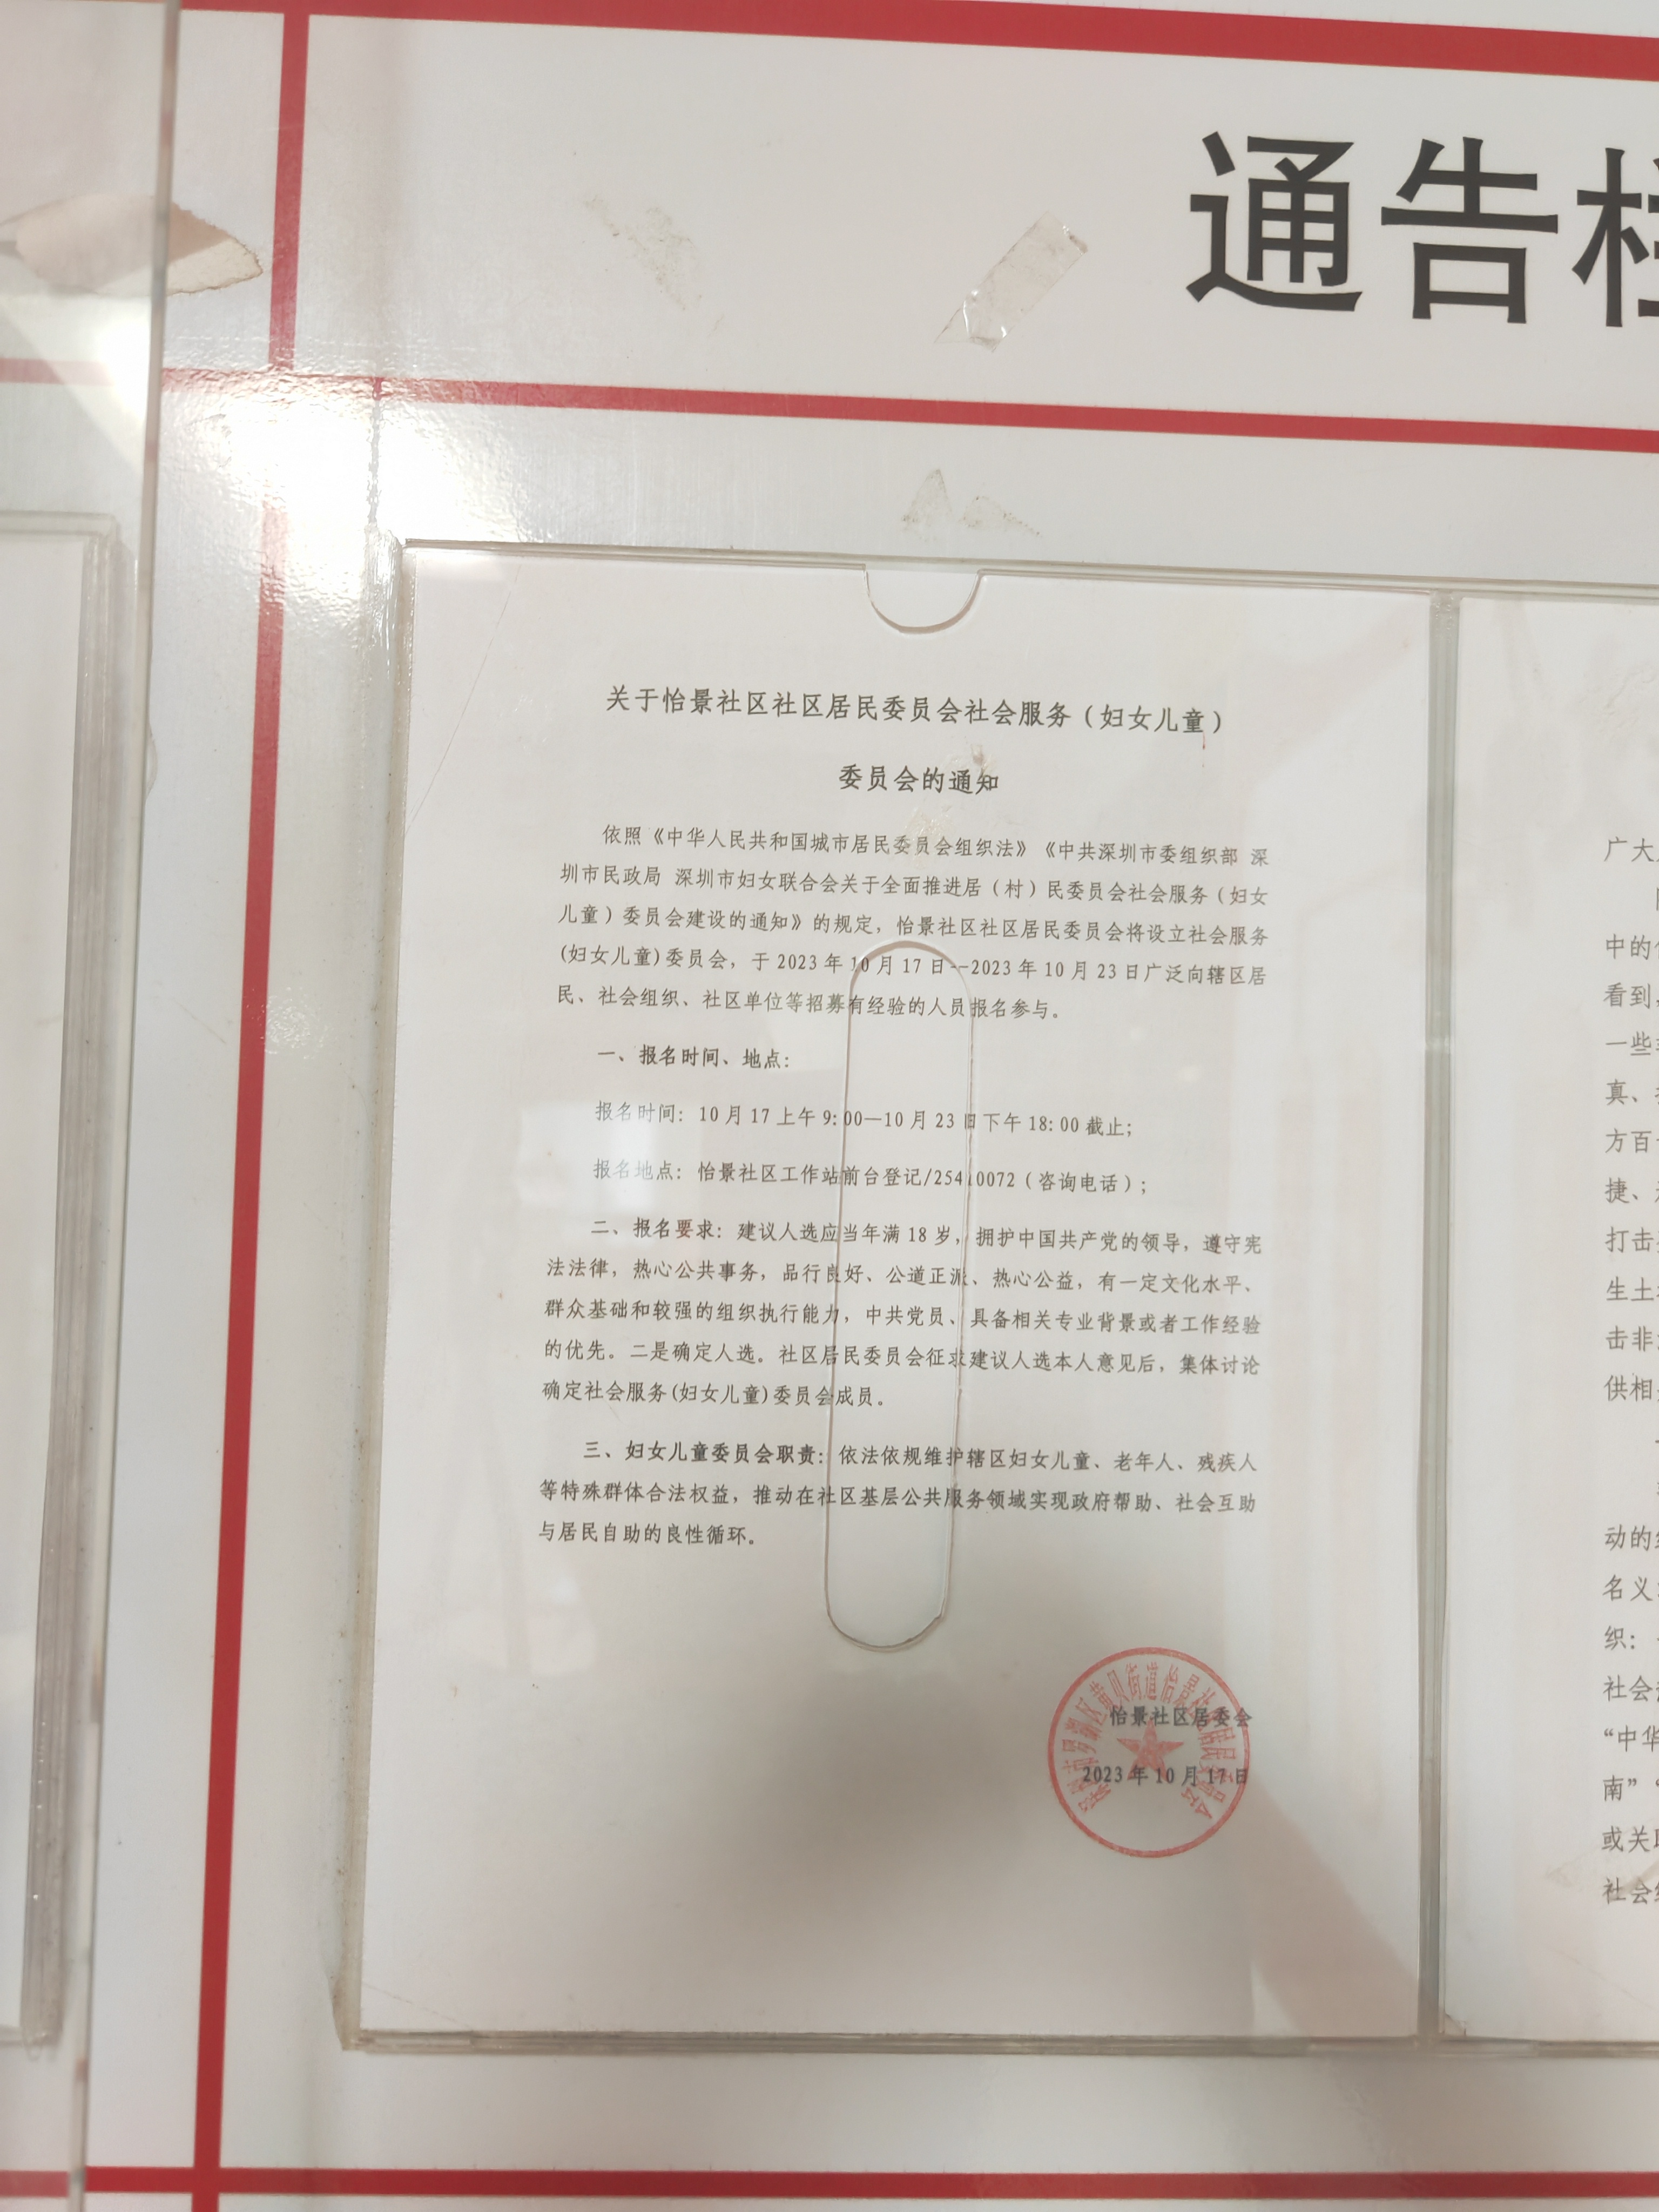 通告
关于怡景社区社区居民委员会社会服务（妇女儿童）
委员会的通知
依照《中华人民共和国城市居民委员会组织法》《中共深圳市委组织部 深
圳市民政局 深圳市妇女联合会关于全面推进居（村）民委员会社会服务（妇女
儿童）委员会建设的通知》的规定，怡景社区社区居民委员会将设立社会服务
(妇女儿童)委员会，于 2023 年 10 月 17 日--2023 年 10 月 23 日广泛向辖区居
民、社会组织、社区单位等招募有经验的人员报名参与。
一、报名时间、地点：
报名时间：10 月 17 上午 9:00—10 月 23 日下午 18:00 截止；
报名地点：怡景社区工作站前台登记/25410072（咨询电话）；
二、报名要求：建议人选应当年满 18 岁，拥护中国共产党的领导，遵守宪
法法律，热心公共事务，品行良好、公道正派、热心公益，有一定文化水平、
群众基础和较强的组织执行能力，中共党员、具备相关专业背景或者工作经验
的优先。二是确定人选。社区居民委员会征求建议人选本人意见后，集体讨论
确定社会服务(妇女儿童)委员会成员。
三、妇女儿童委员会职责：依法依规维护辖区妇女儿童、老年人、残疾人
等特殊群体合法权益，推动在社区基层公共服务领域实现政府帮助、社会互助
与居民自助的良性循环。
怡景社区居委会
2023 年 10 月 17 日
广大
中的
看到
一些
真、
方百
捷、
打击
生土
击非
供相
动的
名义
织：
社会
“中华
南”“
或关
社会